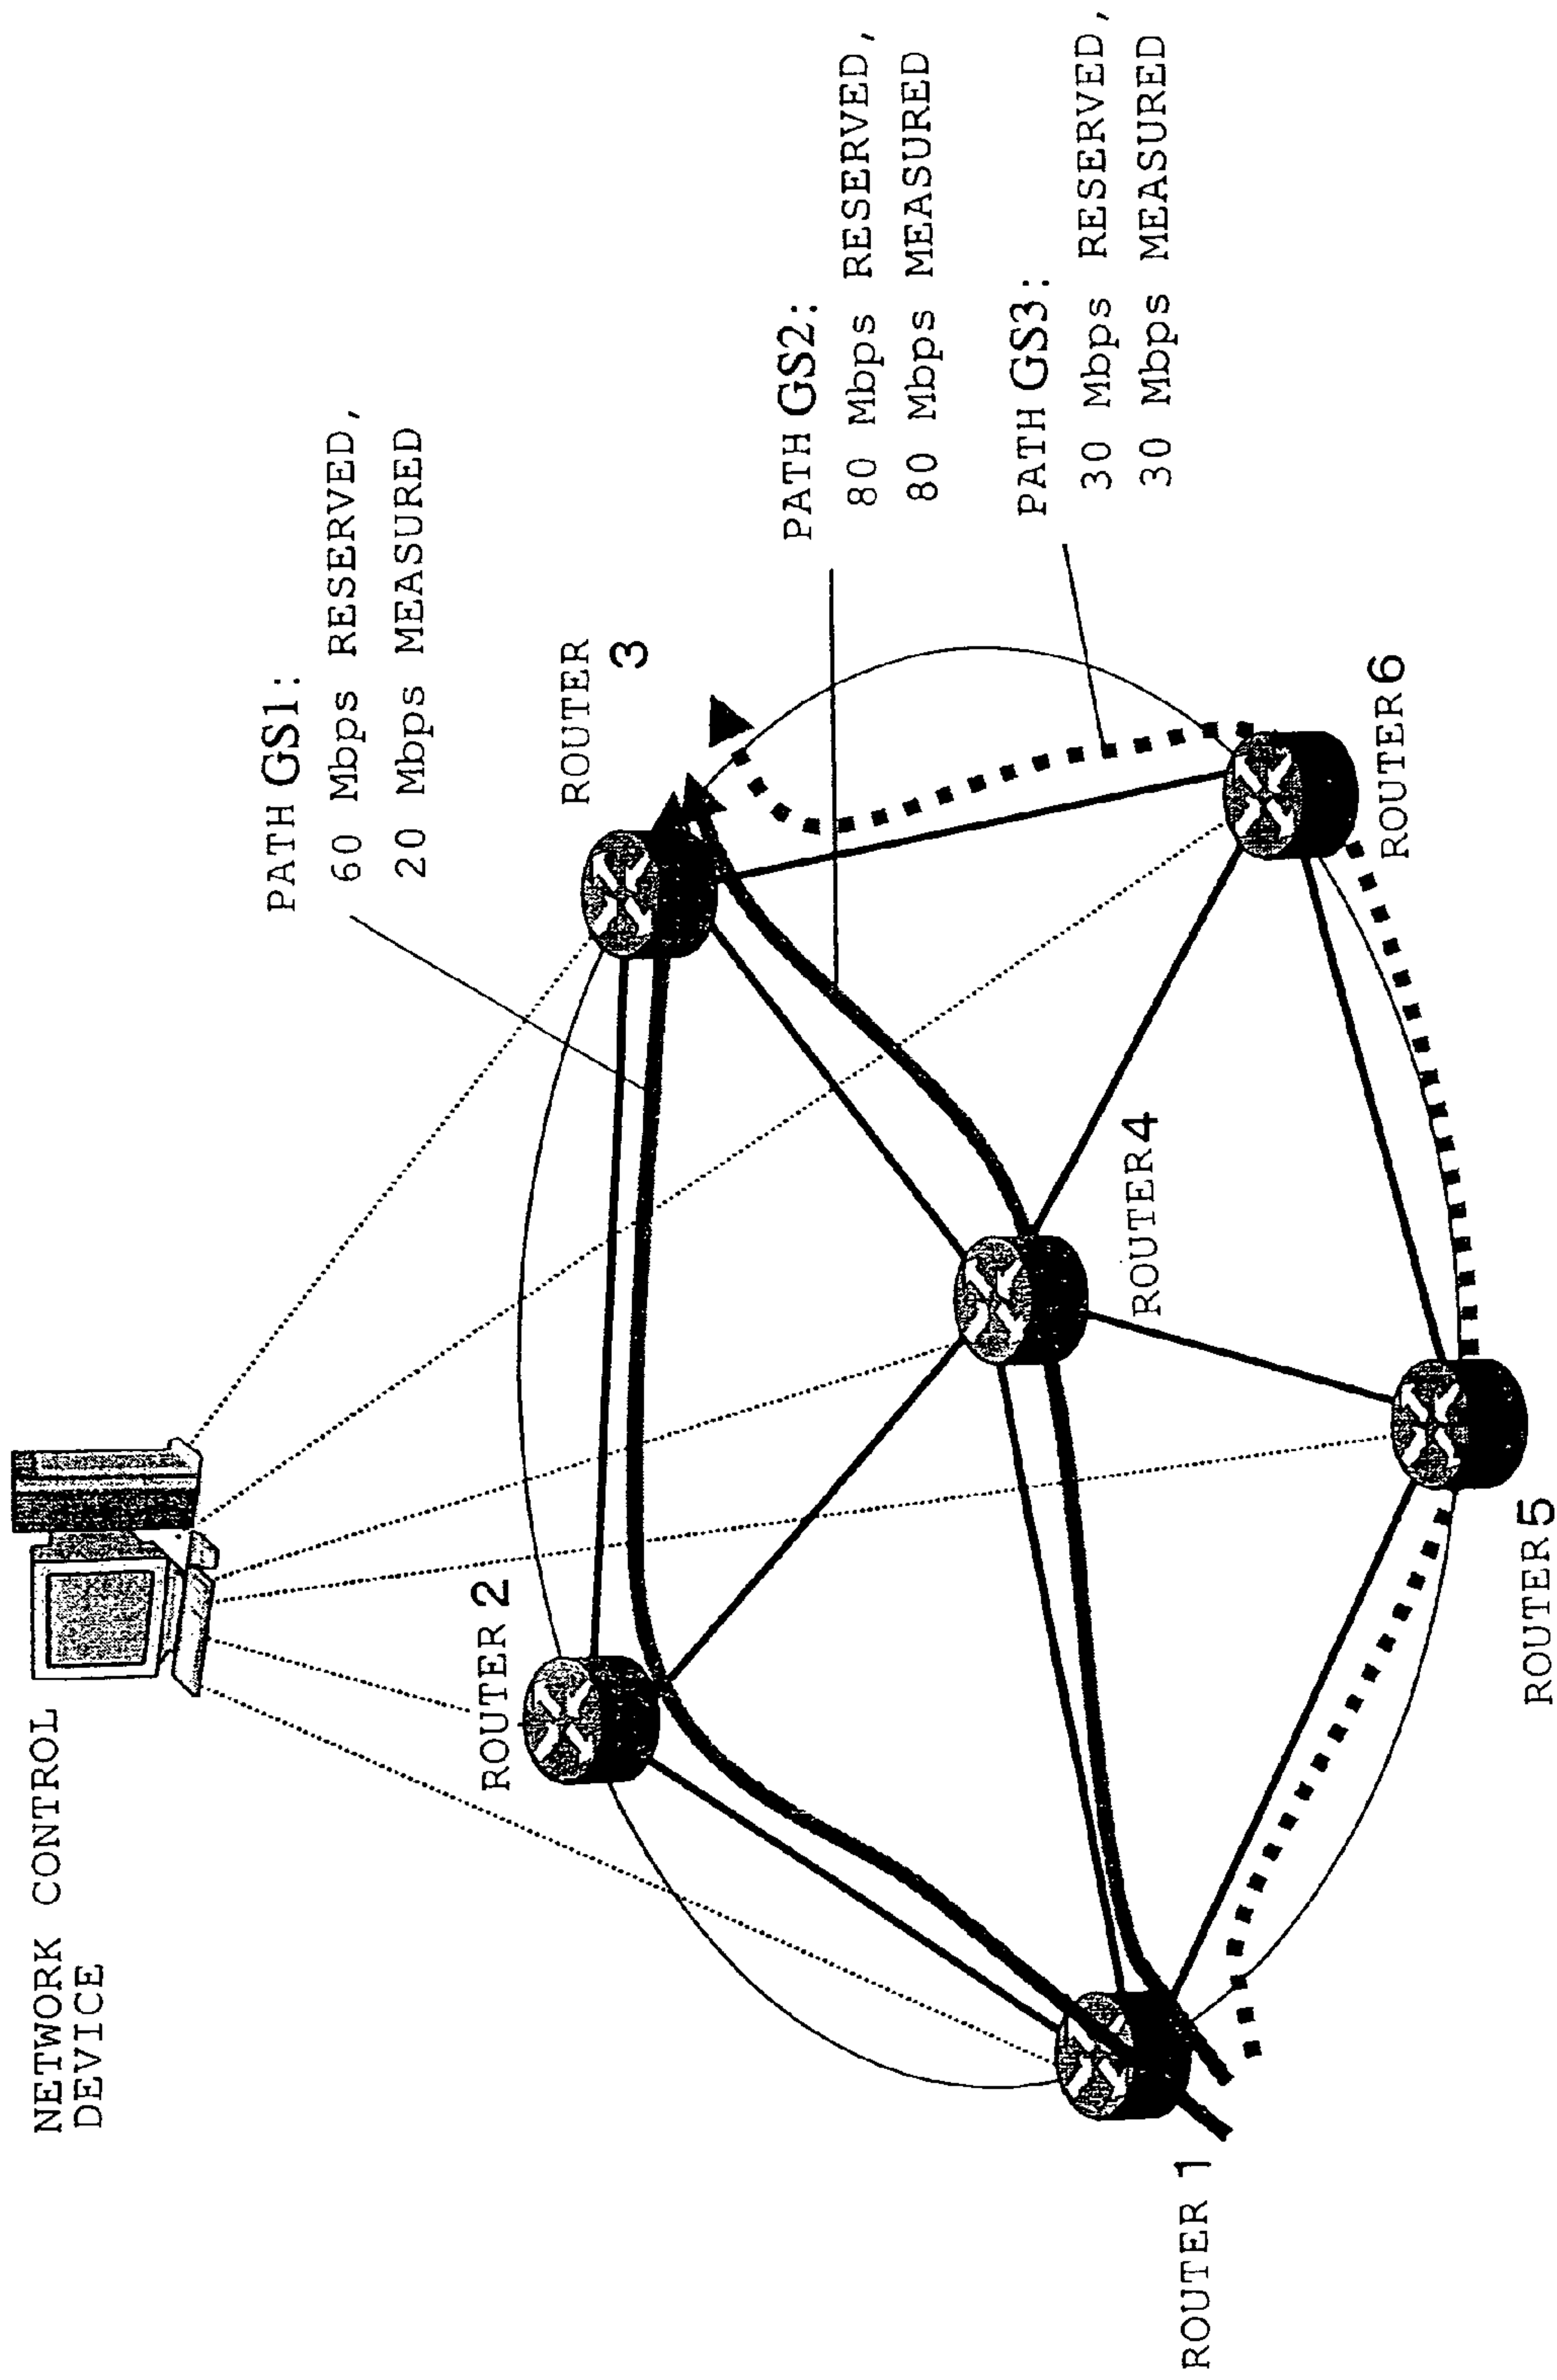 NETWORK CONTROL
DEVICE
PATH GS1:
60 Mbps RESERVED,
20 Mbps MEASURED
ROUTER 2
ROUTER
3
PATH GS2:
80 Mbps RESERVED,
80 Mbps MEASURED
PATH GS3:
30 Mbps RESERVED,
30 Mbps MEASURED
ROUTER 4
ROUTER 1
ROUTER 6
ROUTER 5